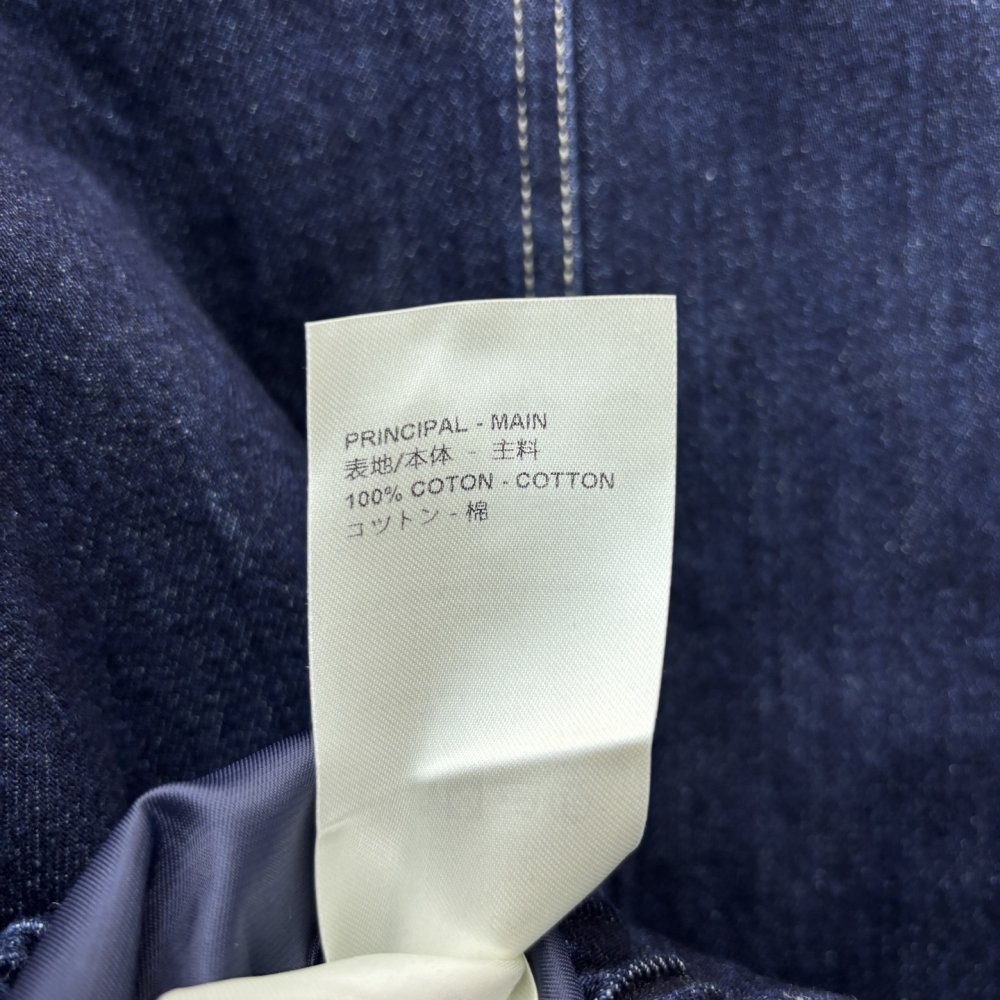 PRINCIPAL - MAIN
表地/本体 - 主料
100% COTON - COTTON
コットン - 棉